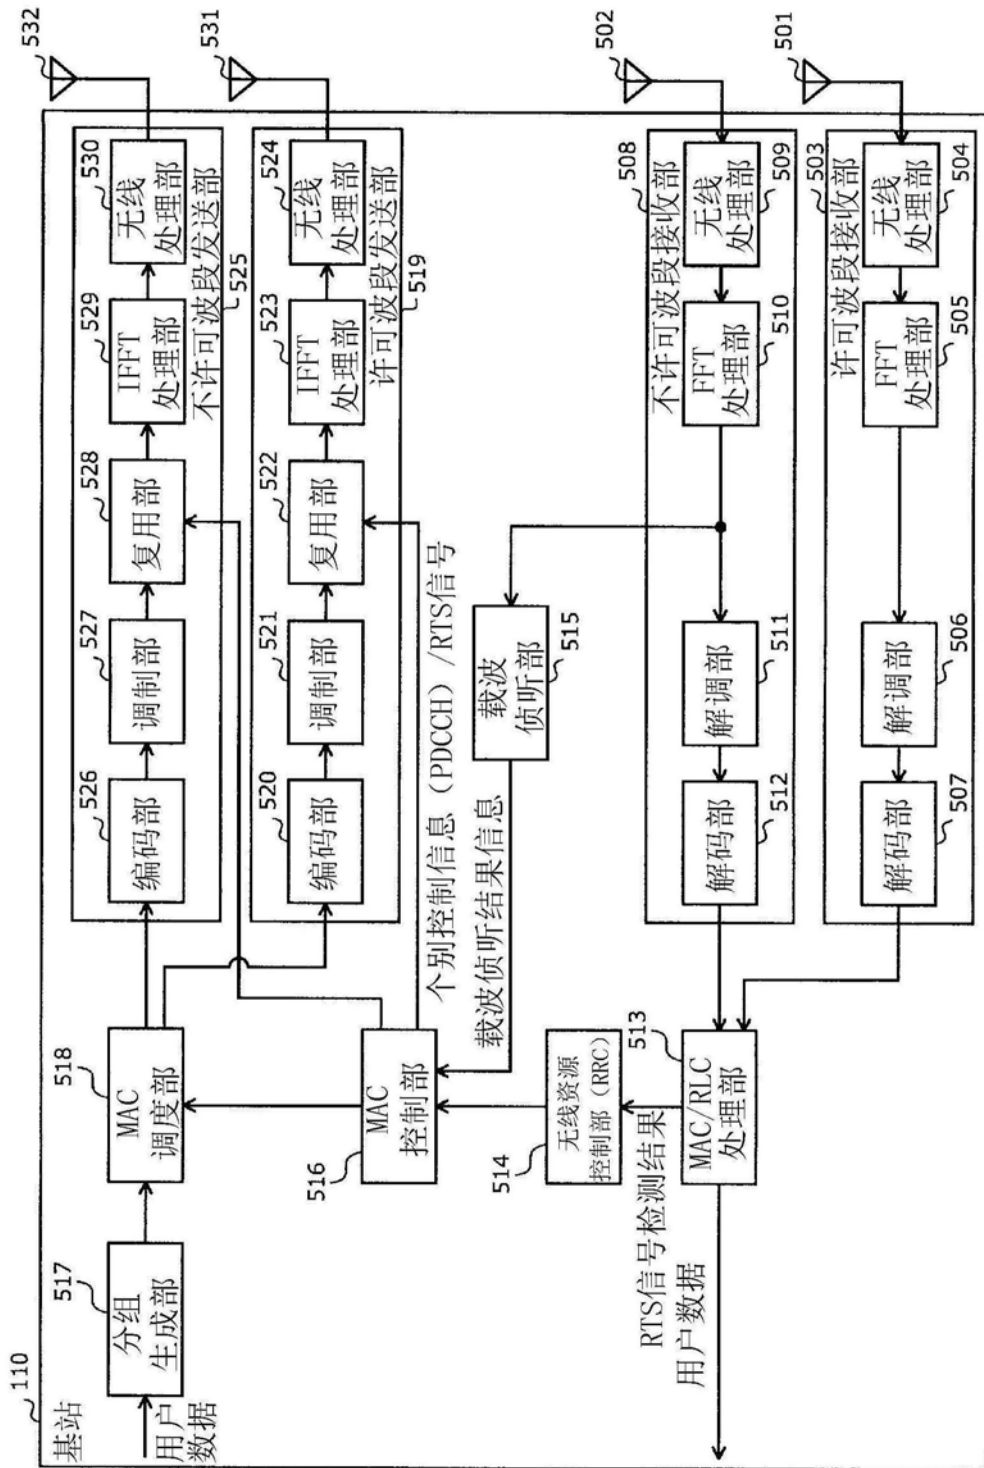 110
基站
用户
数据
517
分组
生成部
518
MAC
调度部
526
编码部
527
调制部
528
复用部
529
IFFT
处理部
530
无线
处理部
不许可波段发送部
525
532
520
编码部
521
调制部
522
复用部
523
IFFT
处理部
524
无线
处理部
许可波段发送部
519
531
516
MAC
控制部
个别控制信息（PDCCH）/RTS信号
载波侦听结果信息
载波
侦听部
515
514
无线资源
控制部（RRC）
RTS信号检测结果
用户数据
513
MAC/RLC
处理部
512
解码部
511
解调部
510
FFT
处理部
509
无线
处理部
不许可波段接收部
508
502
507
解码部
506
解调部
505
FFT
处理部
504
无线
处理部
许可波段接收部
503
501